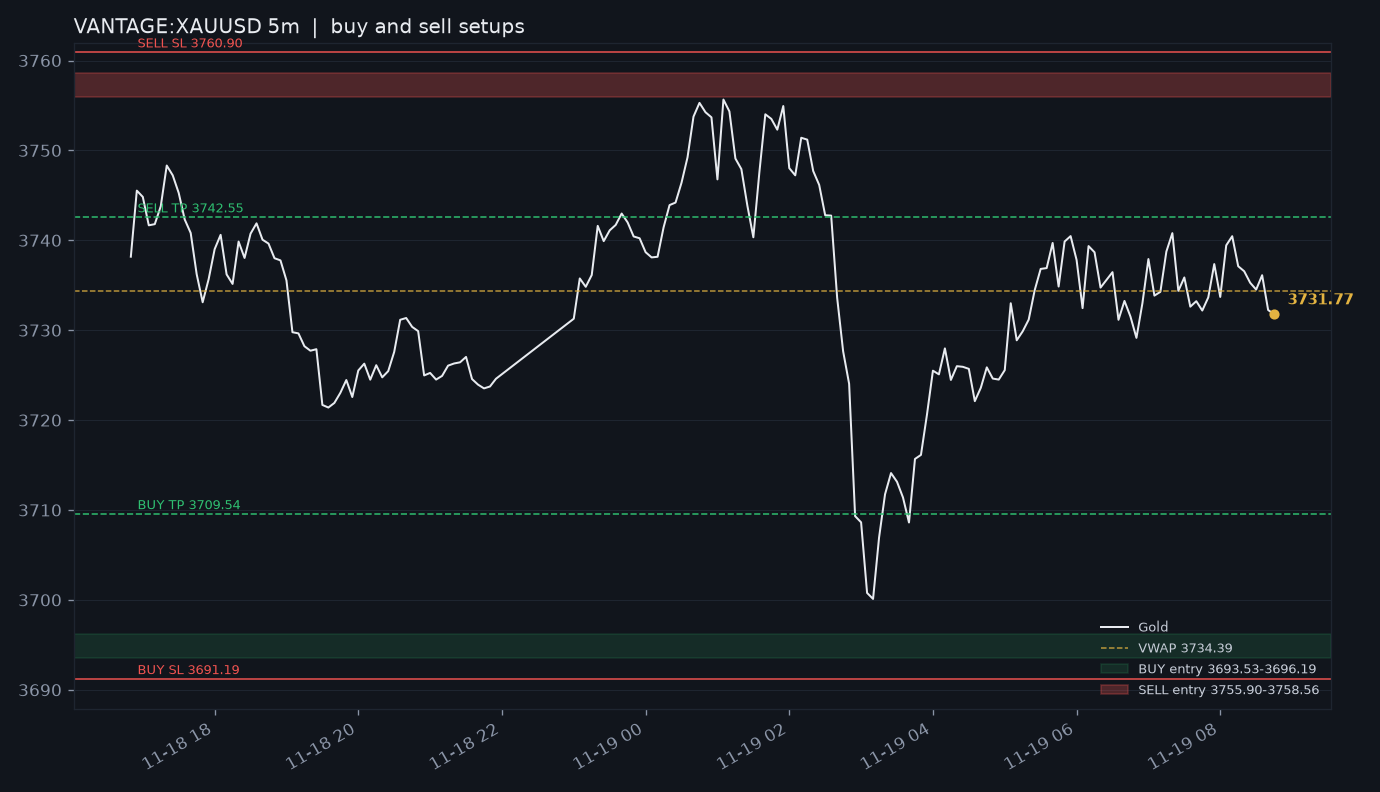 VANTAGE:XAUUSD 5m | buy and sell setups
SELL SL 3760.90
3760
3750
SELL TP 3742.55
3740
3731.77
3730
3720
BUY TP 3709.54
3710
3700
Gold
VWAP 3734.39
BUY SL 3691.19
BUY entry 3693.53-3696.19
3690
SELL entry 3755.90-3758.56
11-18 18
11-18 20
11-18 22
11-19 00
11-19 02
11-19 04
11-19 06
11-19 08